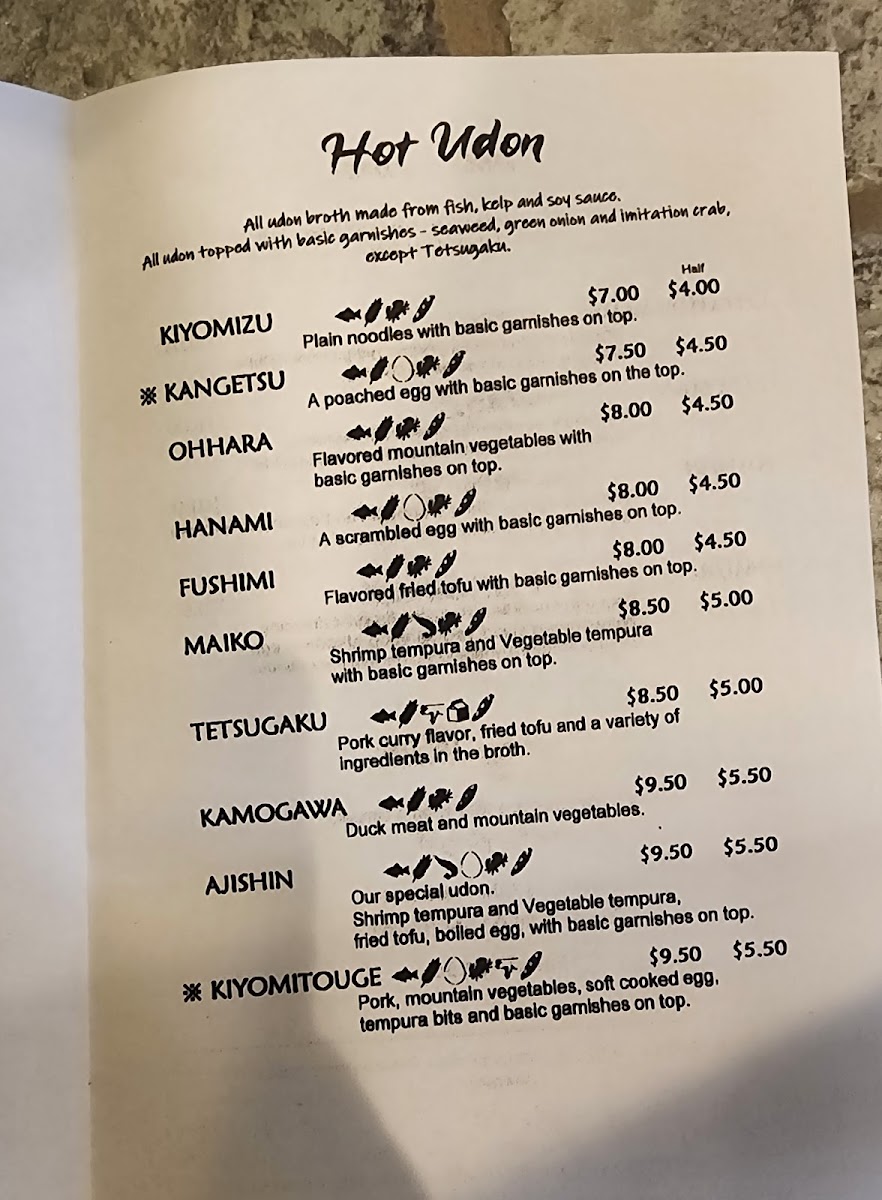 Hot Udon
All udon broth made from fish, kelp and soy sauce.
All udon topped with basic garnishes - seaweed, green onion and imitation crab,
except Tetsugaku.
Half
KIYOMIZU $7.00 $4.00
Plain noodles with basic garnishes on top.
※ KANGETSU $7.50 $4.50
A poached egg with basic garnishes on the top.
OHHARA $8.00 $4.50
Flavored mountain vegetables with
basic garnishes on top.
HANAMI $8.00 $4.50
A scrambled egg with basic garnishes on top.
FUSHIMI $8.00 $4.50
Flavored fried tofu with basic garnishes on top.
MAIKO $8.50 $5.00
Shrimp tempura and Vegetable tempura
with basic garnishes on top.
TETSUGAKU $8.50 $5.00
Pork curry flavor, fried tofu and a variety of
ingredients in the broth.
KAMOGAWA $9.50 $5.50
Duck meat and mountain vegetables.
AJISHIN $9.50 $5.50
Our special udon.
Shrimp tempura and Vegetable tempura,
fried tofu, boiled egg, with basic garnishes on top.
※ KIYOMITOUGE $9.50 $5.50
Pork, mountain vegetables, soft cooked egg,
tempura bits and basic garnishes on top.